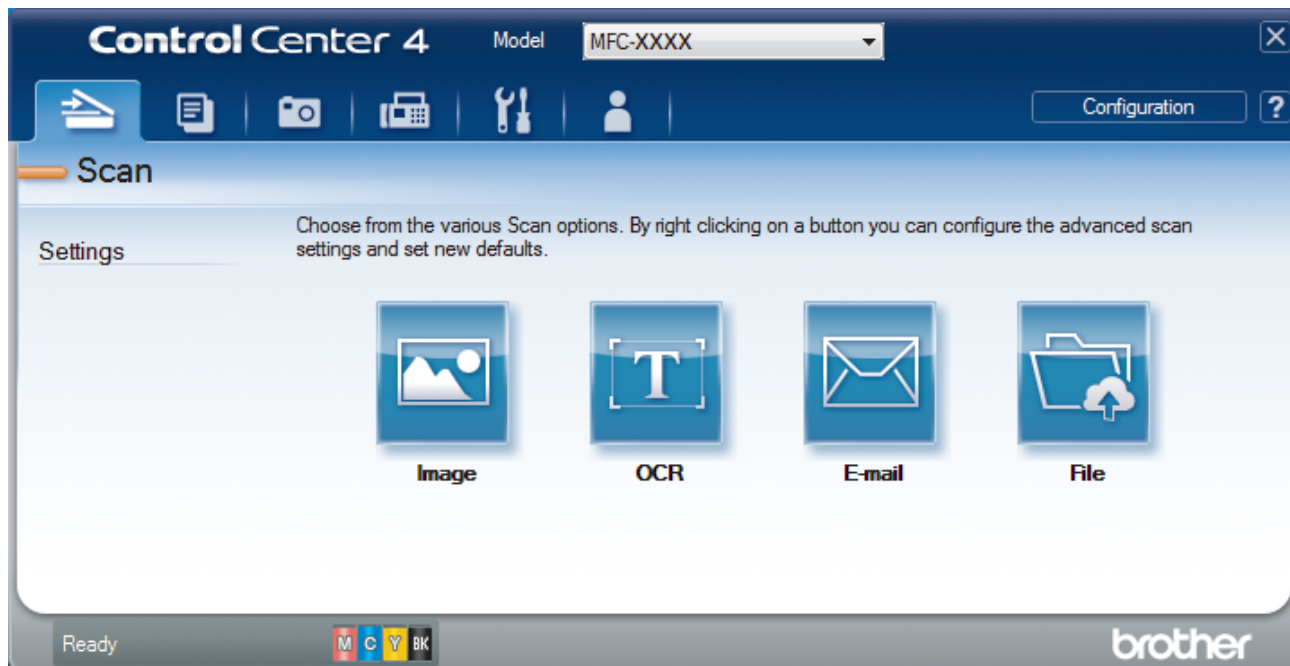 Control Center 4
Model
MFC-XXXX
Configuration
?
Scan
Settings
Choose from the various Scan options. By right clicking on a button you can configure the advanced scan
settings and set new defaults.
T
Image
OCR
E-mail
File
Ready
M C Y BK
brother